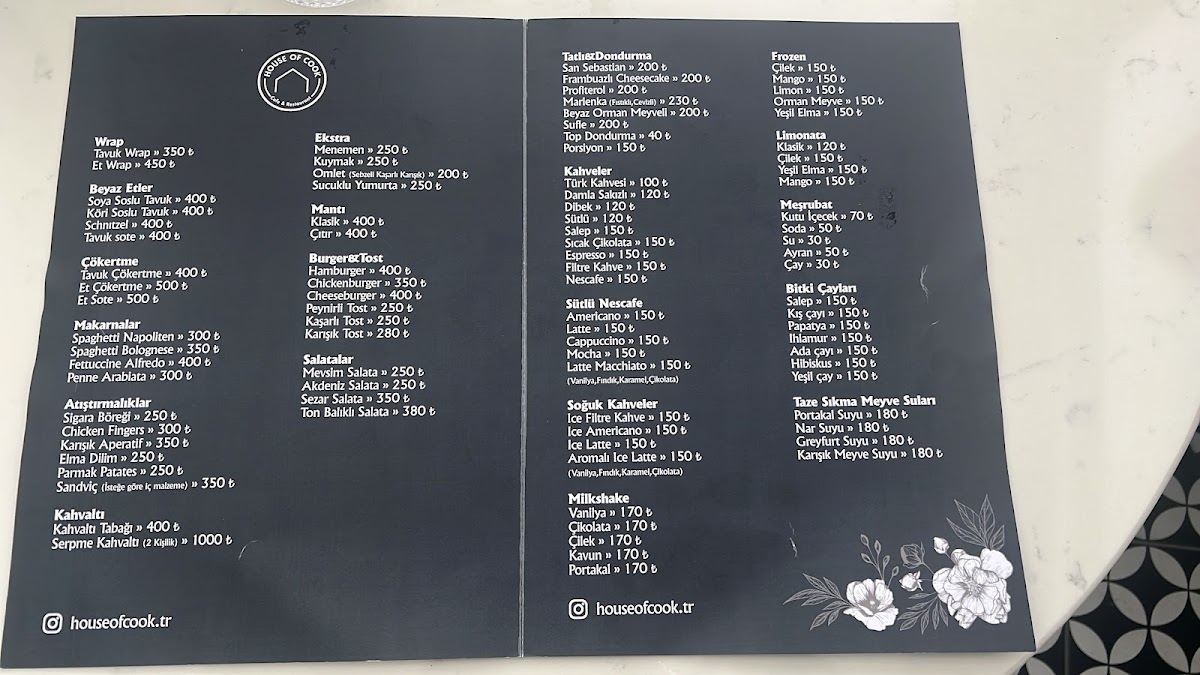 HOUSE OF COOK
Cafe & Restaurant
Wrap
Tavuk Wrap » 350 ₺
Et Wrap » 450 ₺
Beyaz Etler
Soya Soslu Tavuk » 400 ₺
Köri Soslu Tavuk » 400 ₺
Schnitzel » 400 ₺
Tavuk sote » 400 ₺
Çökertme
Tavuk Çökertme » 400 ₺
Et Çökertme » 500 ₺
Et Sote » 500 ₺
Makarnalar
Spaghetti Napoliten » 300 ₺
Spaghetti Bolognese » 350 ₺
Fettuccine Alfredo » 400 ₺
Penne Arabiata » 300 ₺
Atıştırmalıklar
Sigara Böreği » 250 ₺
Chicken Fingers » 300 ₺
Karışık Aperatif » 350 ₺
Elma Dilim » 250 ₺
Parmak Patates » 250 ₺
Sandviç (İsteğe göre iç malzeme) » 350 ₺
Kahvaltı
Kahvaltı Tabağı » 400 ₺
Serpme Kahvaltı (2 Kişilik) » 1000 ₺
Ekstra
Menemen » 250 ₺
Kuymak » 250 ₺
Omlet (Sebzeli Kaşarlı Karışık) » 200 ₺
Sucuklu Yumurta » 250 ₺
Mantı
Klasik » 400 ₺
Çıtır » 400 ₺
Burger&Tost
Hamburger » 400 ₺
Chickenburger » 350 ₺
Cheeseburger » 400 ₺
Peynirli Tost » 250 ₺
Kaşarlı Tost » 250 ₺
Karışık Tost » 280 ₺
Salatalar
Mevsim Salata » 250 ₺
Akdeniz Salata » 250 ₺
Sezar Salata » 350 ₺
Ton Balıklı Salata » 380 ₺
houseofcook.tr
Tatlı&Dondurma
San Sebastian » 200 ₺
Frambuazlı Cheesecake » 200 ₺
Profiterol » 200 ₺
Marlenka (Fıstıklı,Cevizli) » 230 ₺
Beyaz Orman Meyveli » 200 ₺
Sufle » 200 ₺
Top Dondurma » 40 ₺
Porsiyon » 150 ₺
Kahveler
Türk Kahvesi » 100 ₺
Damla Sakızlı » 120 ₺
Dibek » 120 ₺
Sütlü » 120 ₺
Salep » 150 ₺
Sıcak Çikolata » 150 ₺
Espresso » 150 ₺
Filtre Kahve » 150 ₺
Nescafe » 150 ₺
Sütlü Nescafe
Americano » 150 ₺
Latte » 150 ₺
Cappuccino » 150 ₺
Mocha » 150 ₺
Latte Macchiato » 150 ₺
(Vanilya,Fındık,Karamel,Çikolata)
Soğuk Kahveler
Ice Filtre Kahve » 150 ₺
Ice Americano » 150 ₺
Ice Latte » 150 ₺
Aromalı Ice Latte » 150 ₺
(Vanilya,Fındık,Karamel,Çikolata)
Milkshake
Vanilya » 170 ₺
Çikolata » 170 ₺
Çilek » 170 ₺
Kavun » 170 ₺
Portakal » 170 ₺
Frozen
Çilek » 150 ₺
Mango » 150 ₺
Limon » 150 ₺
Orman Meyve » 150 ₺
Yeşil Elma » 150 ₺
Limonata
Klasik » 120 ₺
Çilek » 150 ₺
Yeşil Elma » 150 ₺
Mango » 150 ₺
Meşrubat
Kutu İçecek » 70 ₺
Soda » 50 ₺
Su » 30 ₺
Ayran » 50 ₺
Çay » 30 ₺
Bitki Çayları
Salep » 150 ₺
Kış çayı » 150 ₺
Papatya » 150 ₺
Ihlamur » 150 ₺
Ada çayı » 150 ₺
Hibiskus » 150 ₺
Yeşil çay » 150 ₺
Taze Sıkma Meyve Suları
Portakal Suyu » 180 ₺
Nar Suyu » 180 ₺
Greyfurt Suyu » 180 ₺
Karışık Meyve Suyu » 180 ₺
houseofcook.tr